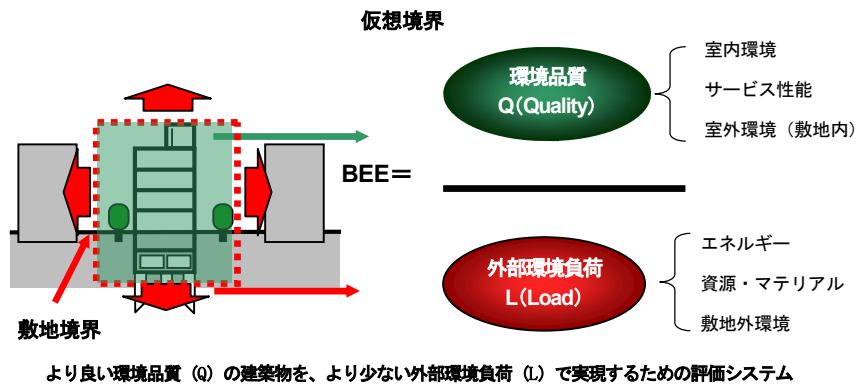 仮想境界
環境品質
Q（Quality）
室内環境
サービス性能
室外環境（敷地内）
BEE＝
外部環境負荷
L（Load）
エネルギー
資源・マテリアル
敷地外環境
敷地境界
より良い環境品質（Q）の建築物を、より少ない外部環境負荷（L）で実現するための評価システム